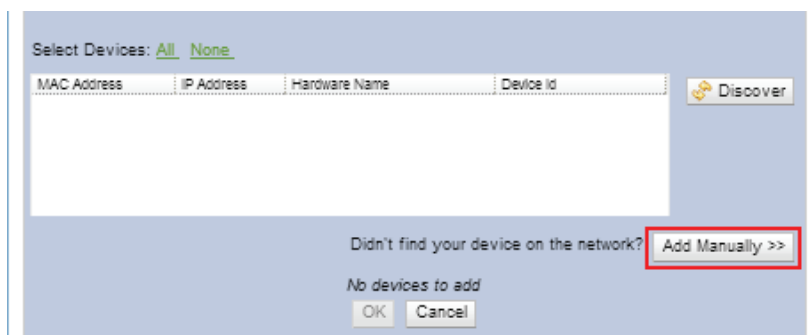 Select Devices: All None
MAC Address IP Address Hardware Name Device Id
Discover
Didn't find your device on the network? Add Manually >>
No devices to add
OK Cancel